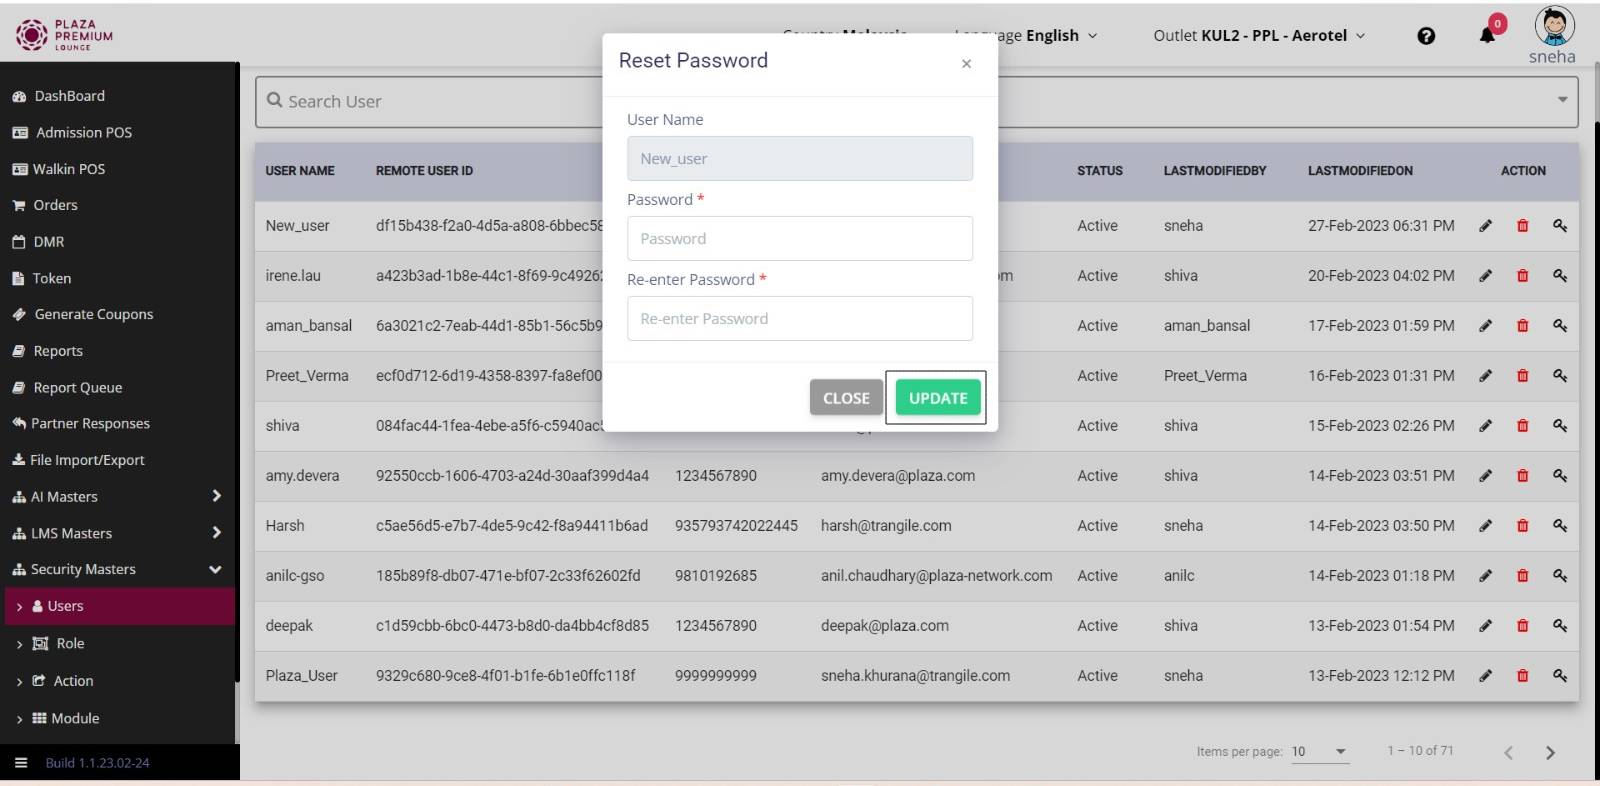 PLAZA
PREMIUM
LOUNGE
Country Malaysia
Language English
Outlet KUL2 - PPL - Aerotel
0
sneha
DashBoard
Admission POS
Walkin POS
Orders
DMR
Token
Generate Coupons
Reports
Report Queue
Partner Responses
File Import/Export
AI Masters
LMS Masters
Security Masters
Users
Role
Action
Module
Build 1.1.23.02-24
Search User
Reset Password
×
User Name
New_user
Password *
Password
Re-enter Password *
Re-enter Password
CLOSE UPDATE
USER NAME REMOTE USER ID STATUS LASTMODIFIEDBY LASTMODIFIEDON ACTION
New_user df15b438-f2a0-4d5a-a808-6bbec58 Active sneha 27-Feb-2023 06:31 PM
irene.lau a423b3ad-1b8e-44c1-8f69-9c4926 Active shiva 20-Feb-2023 04:02 PM
aman_bansal 6a3021c2-7eab-44d1-85b1-56c5b9 Active aman_bansal 17-Feb-2023 01:59 PM
Preet_Verma ecf0d712-6d19-4358-8397-fa8ef00 Active Preet_Verma 16-Feb-2023 01:31 PM
shiva 084fac44-1fea-4ebe-a5f6-c5940ac Active shiva 15-Feb-2023 02:26 PM
amy.devera 92550ccb-1606-4703-a24d-30aaf399d4a4 1234567890 amy.devera@plaza.com Active shiva 14-Feb-2023 03:51 PM
Harsh c5ae56d5-e7b7-4de5-9c42-f8a94411b6ad 935793742022445 harsh@trangile.com Active sneha 14-Feb-2023 03:50 PM
anilc-gso 185b89f8-db07-471e-bf07-2c33f62602fd 9810192685 anil.chaudhary@plaza-network.com Active anilc 14-Feb-2023 01:18 PM
deepak c1d59cbb-6bc0-4473-b8d0-da4bb4cf8d85 1234567890 deepak@plaza.com Active shiva 13-Feb-2023 01:54 PM
Plaza_User 9329c680-9ce8-4f01-b1fe-6b1e0ffc118f 9999999999 sneha.khurana@trangile.com Active sneha 13-Feb-2023 12:12 PM
Items per page: 10 1 – 10 of 71